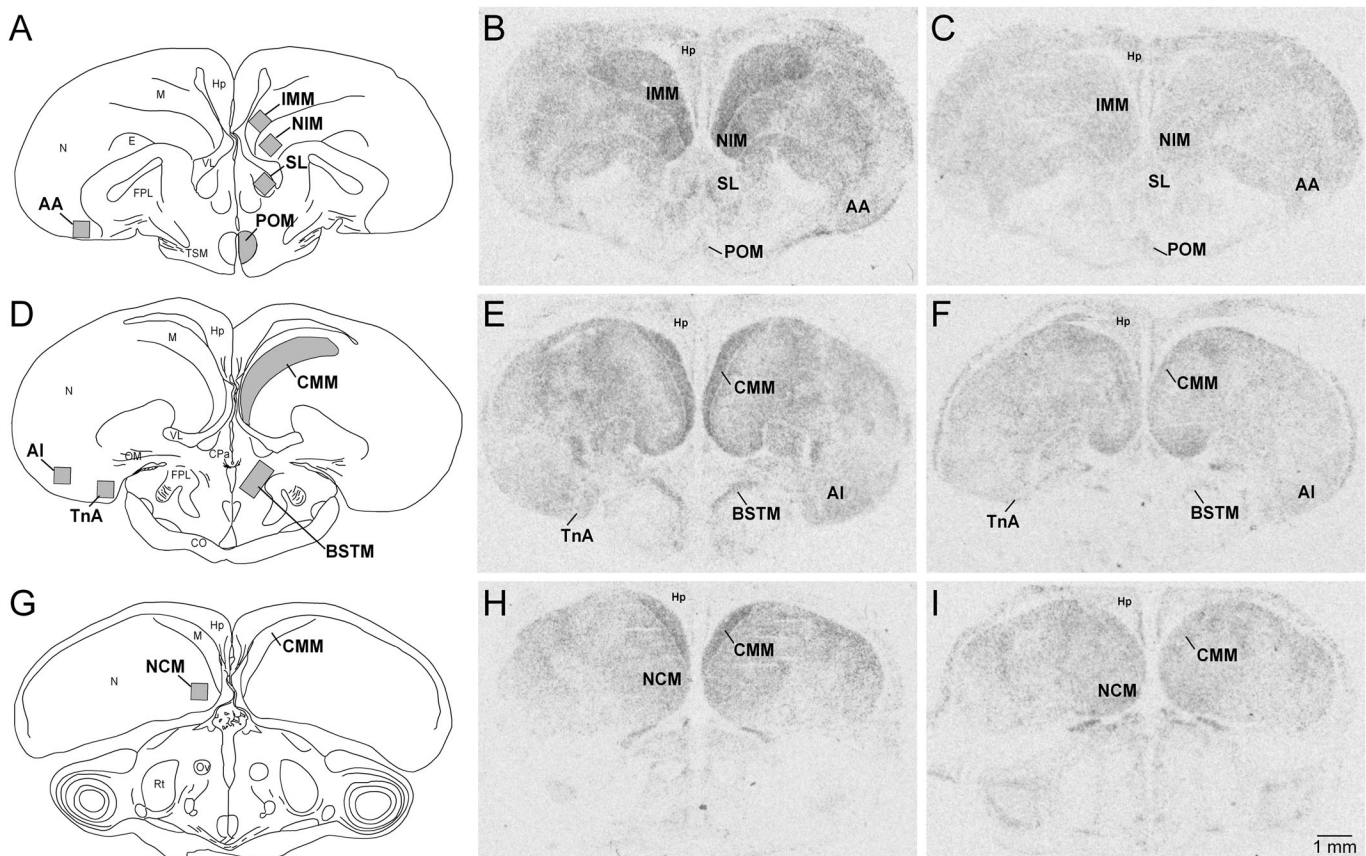 A
Hp
M
IMM
NIM
N
E
VL
SL
FPL
AA
POM
TSM
B
Hp
IMM
NIM
SL
AA
POM
C
Hp
IMM
NIM
SL
AA
POM
D
Hp
M
CMM
N
VL
AI
OM
CPa
FPL
TnA
CO
BSTM
E
Hp
CMM
AI
BSTM
TnA
F
Hp
CMM
AI
TnA
BSTM
G
Hp
M
CMM
NCM
N
Ov
Rt
H
Hp
CMM
NCM
I
Hp
CMM
NCM
1 mm